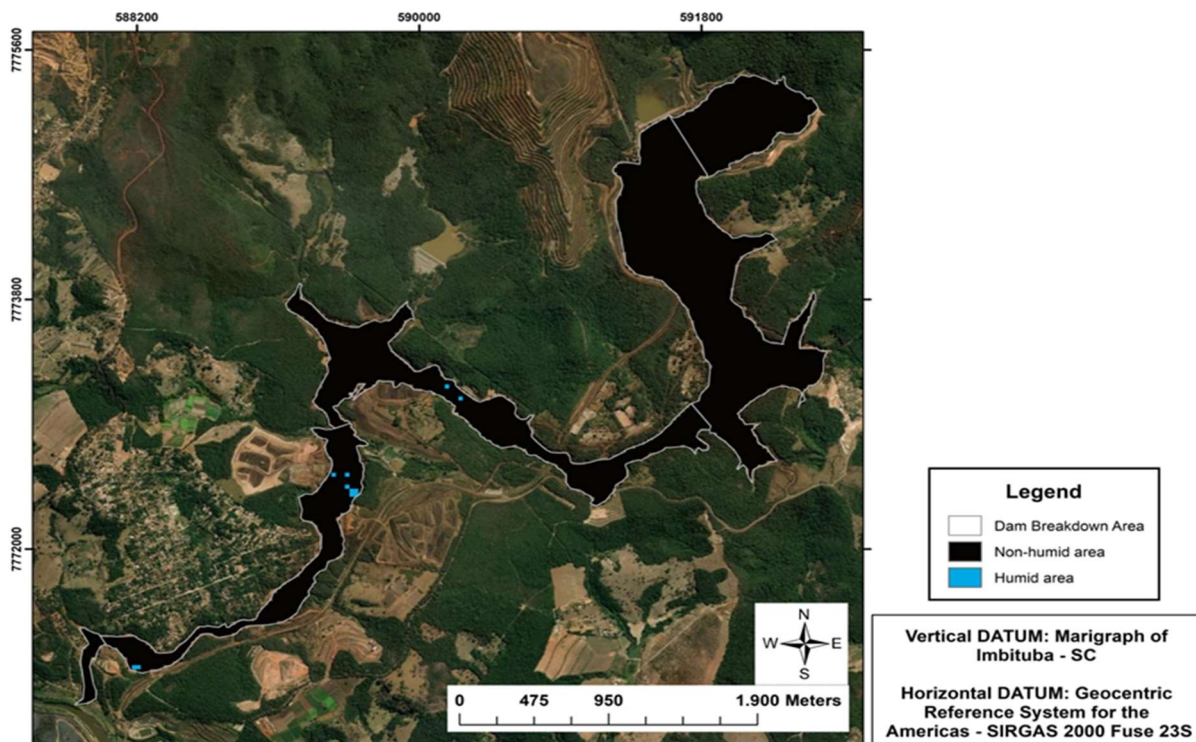 588200
590000
591800
7775600
7773800
7772000
N
W
E
S
0
475
950
1.900 Meters
Legend
Dam Breakdown Area
Non-humid area
Humid area
Vertical DATUM: Marigraph of
Imbituba - SC
Horizontal DATUM: Geocentric
Reference System for the
Americas - SIRGAS 2000 Fuse 23S